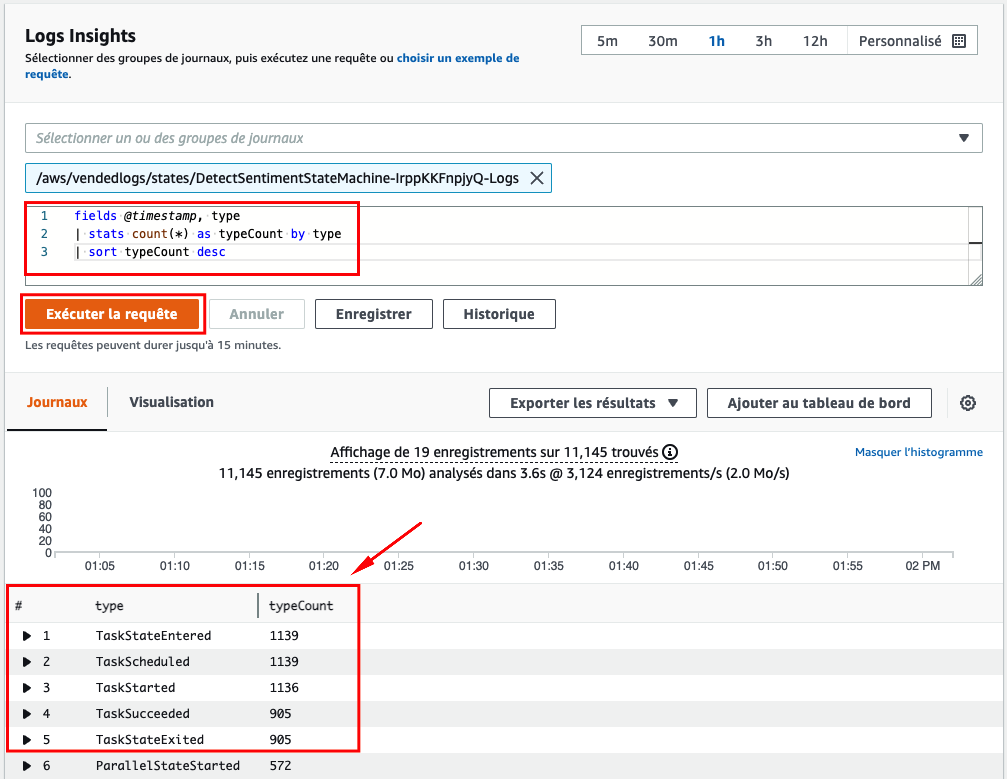 Logs Insights
Sélectionner des groupes de journaux, puis exécutez une requête ou choisir un exemple de
requête.
5m 30m 1h 3h 12h Personnalisé
Sélectionner un ou des groupes de journaux
/aws/vendedlogs/states/DetectSentimentStateMachine-IrppKKFnpjyQ-Logs
1 fields @timestamp, type
2 | stats count(*) as typeCount by type
3 | sort typeCount desc
Exécuter la requête Annuler Enregistrer Historique
Les requêtes peuvent durer jusqu'à 15 minutes.
Journaux Visualisation Exporter les résultats Ajouter au tableau de bord
Affichage de 19 enregistrements sur 11,145 trouvés
Masquer l'histogramme
11,145 enregistrements (7.0 Mo) analysés dans 3.6s @ 3,124 enregistrements/s (2.0 Mo/s)
100
80
60
40
20
0
01:05 01:10 01:15 01:20 01:25 01:30 01:35 01:40 01:45 01:50 01:55 02 PM
# type typeCount
1 TaskStateEntered 1139
2 TaskScheduled 1139
3 TaskStarted 1136
4 TaskSucceeded 905
5 TaskStateExited 905
6 ParallelStateStarted 572